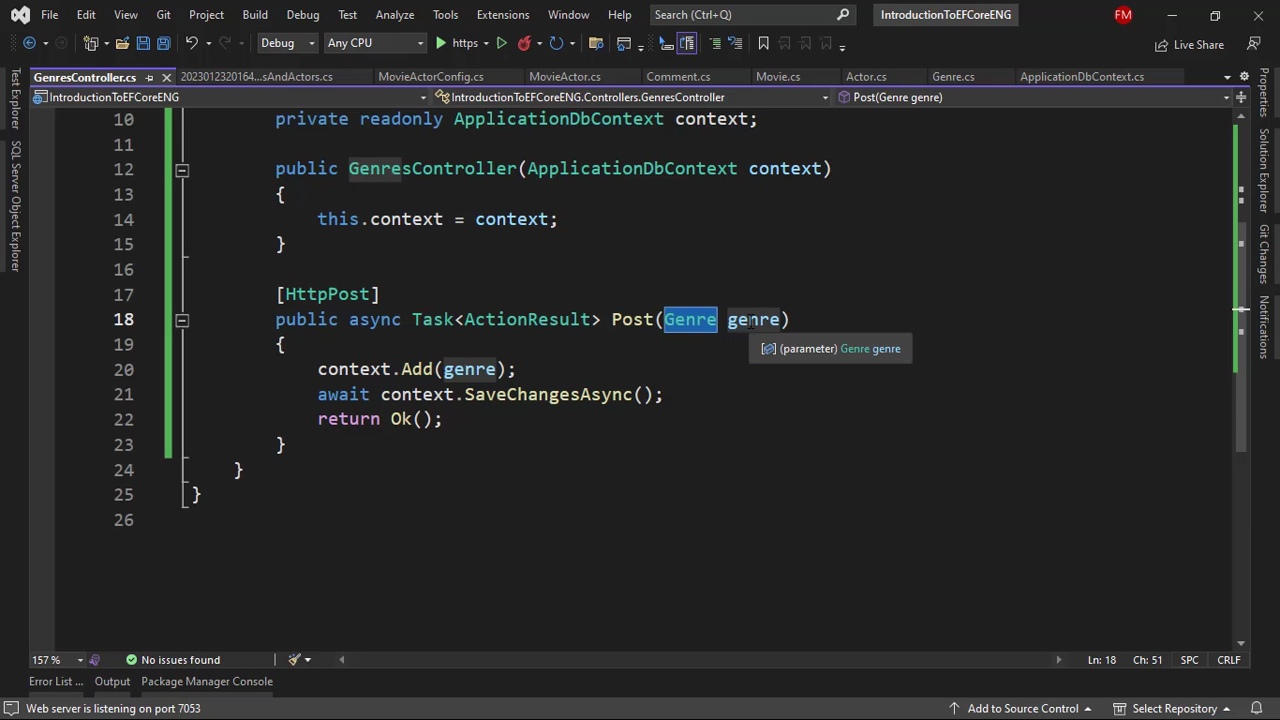 File Edit View Git Project Build Debug Test Analyze Tools Extensions Window Help Search (Ctrl+Q) IntroductionToEFCoreENG FM
Debug Any CPU https Live Share
GenresController.cs 2023012320164...sAndActors.cs MovieActorConfig.cs MovieActor.cs Comment.cs Movie.cs Actor.cs Genre.cs ApplicationDbContext.cs
IntroductionToEFCoreENG IntroductionToEFCoreENG.Controllers.GenresController Post(Genre genre)
Test Explorer
SQL Server Object Explorer
10 private readonly ApplicationDbContext context;
11
12 public GenresController(ApplicationDbContext context)
13 {
14 this.context = context;
15 }
16
17 [HttpPost]
18 public async Task<ActionResult> Post(Genre genre)
(parameter) Genre genre
19 {
20 context.Add(genre);
21 await context.SaveChangesAsync();
22 return Ok();
23 }
24 }
25 }
26
Properties
Solution Explorer
Git Changes
Notifications
157 % No issues found Ln: 18 Ch: 51 SPC CRLF
Error List ... Output Package Manager Console
Web server is listening on port 7053 Add to Source Control Select Repository